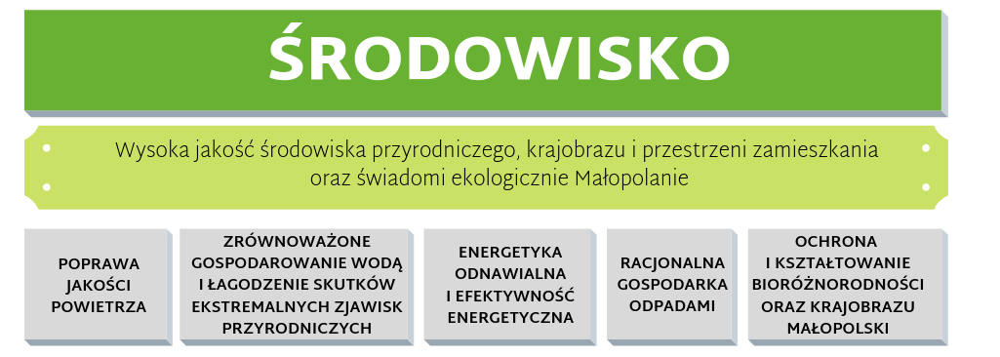 ŚRODOWISKO
Wysoka jakość środowiska przyrodniczego, krajobrazu i przestrzeni zamieszkania
oraz świadomi ekologicznie Małopolanie
POPRAWA
JAKOŚCI
POWIETRZA
ZRÓWNOWAŻONE
GOSPODAROWANIE WODĄ
I ŁAGODZENIE SKUTKÓW
EKSTREMALNYCH ZJAWISK
PRZYRODNICZYCH
ENERGETYKA
ODNAWIALNA
I EFEKTYWNOŚĆ
ENERGETYCZNA
RACJONALNA
GOSPODARKA
ODPADAMI
OCHRONA
I KSZTAŁTOWANIE
BIORÓŻNORODNOŚCI
ORAZ KRAJOBRAZU
MAŁOPOLSKI